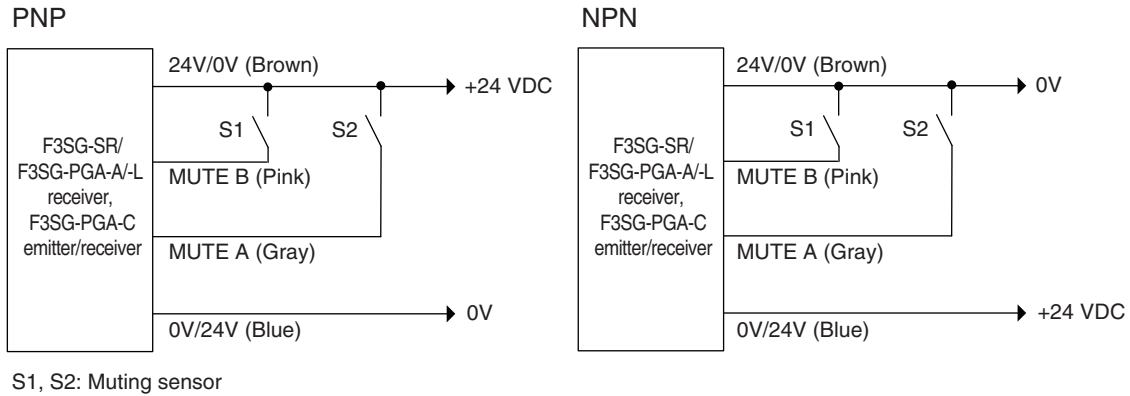 PNP
24V/0V (Brown)
+24 VDC
S1
S2
F3SG-SR/
F3SG-PGA-A/-L
receiver,
F3SG-PGA-C
emitter/receiver
MUTE B (Pink)
MUTE A (Gray)
0V
0V/24V (Blue)
NPN
24V/0V (Brown)
0V
S1
S2
F3SG-SR/
F3SG-PGA-A/-L
receiver,
F3SG-PGA-C
emitter/receiver
MUTE B (Pink)
MUTE A (Gray)
+24 VDC
0V/24V (Blue)
S1, S2: Muting sensor